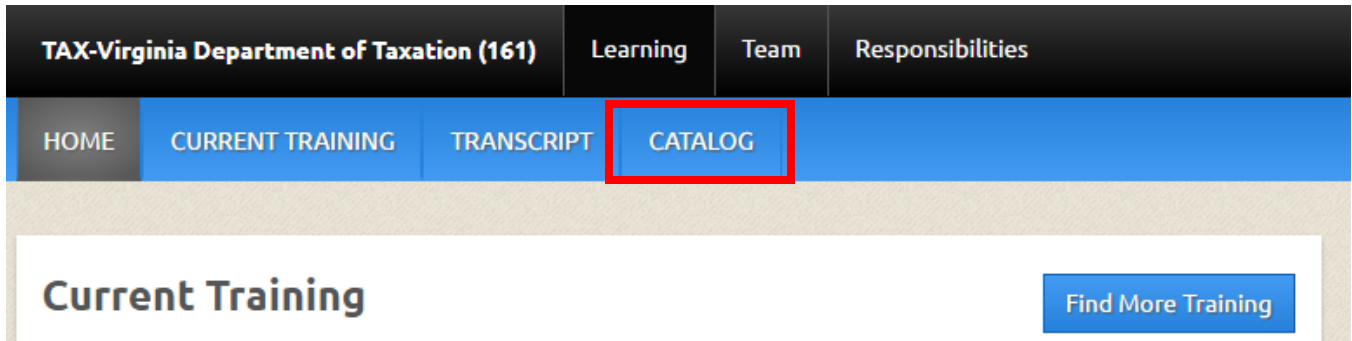 TAX-Virginia Department of Taxation (161) Learning Team Responsibilities
HOME CURRENT TRAINING TRANSCRIPT CATALOG
Current Training Find More Training